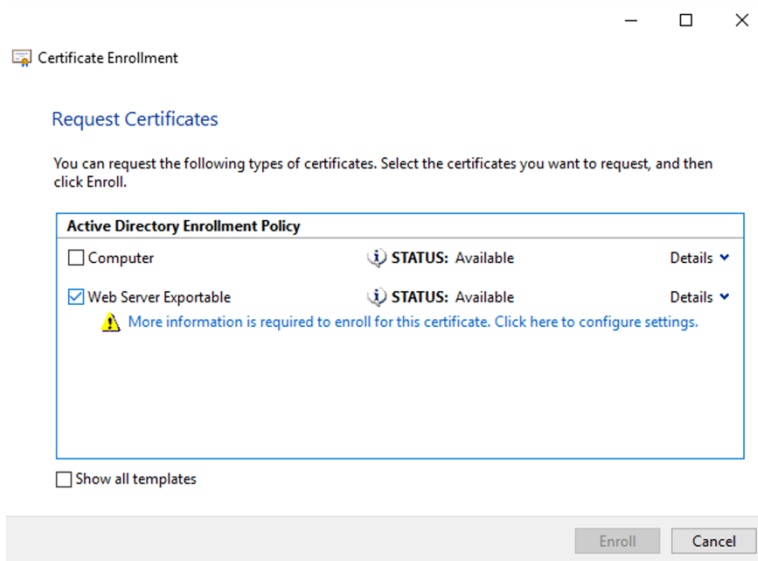 Certificate Enrollment
Request Certificates
You can request the following types of certificates. Select the certificates you want to request, and then
click Enroll.
Active Directory Enrollment Policy
Computer STATUS: Available Details
Web Server Exportable STATUS: Available Details
More information is required to enroll for this certificate. Click here to configure settings.
Show all templates
Enroll Cancel